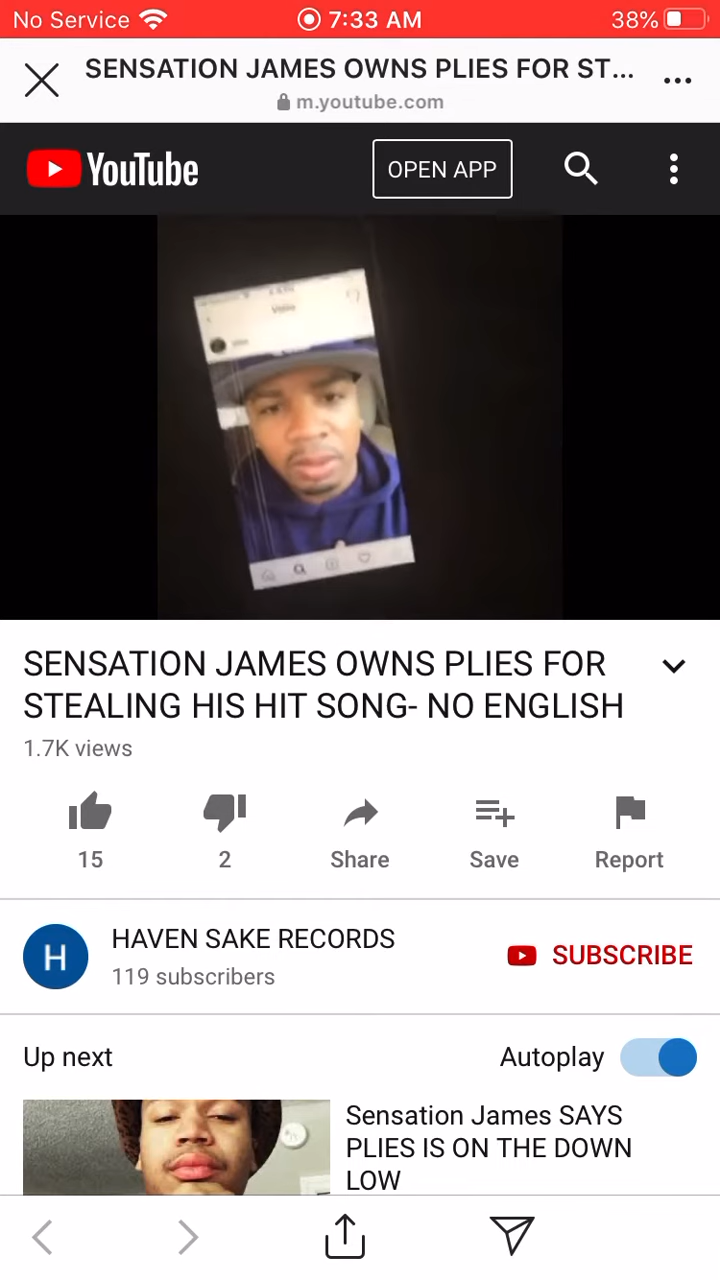 No Service 7:33 AM 38%
SENSATION JAMES OWNS PLIES FOR ST...
m.youtube.com
YouTube OPEN APP
SENSATION JAMES OWNS PLIES FOR
STEALING HIS HIT SONG- NO ENGLISH
1.7K views
15 2 Share Save Report
H HAVEN SAKE RECORDS
119 subscribers
SUBSCRIBE
Up next Autoplay
Sensation James SAYS
PLIES IS ON THE DOWN
LOW